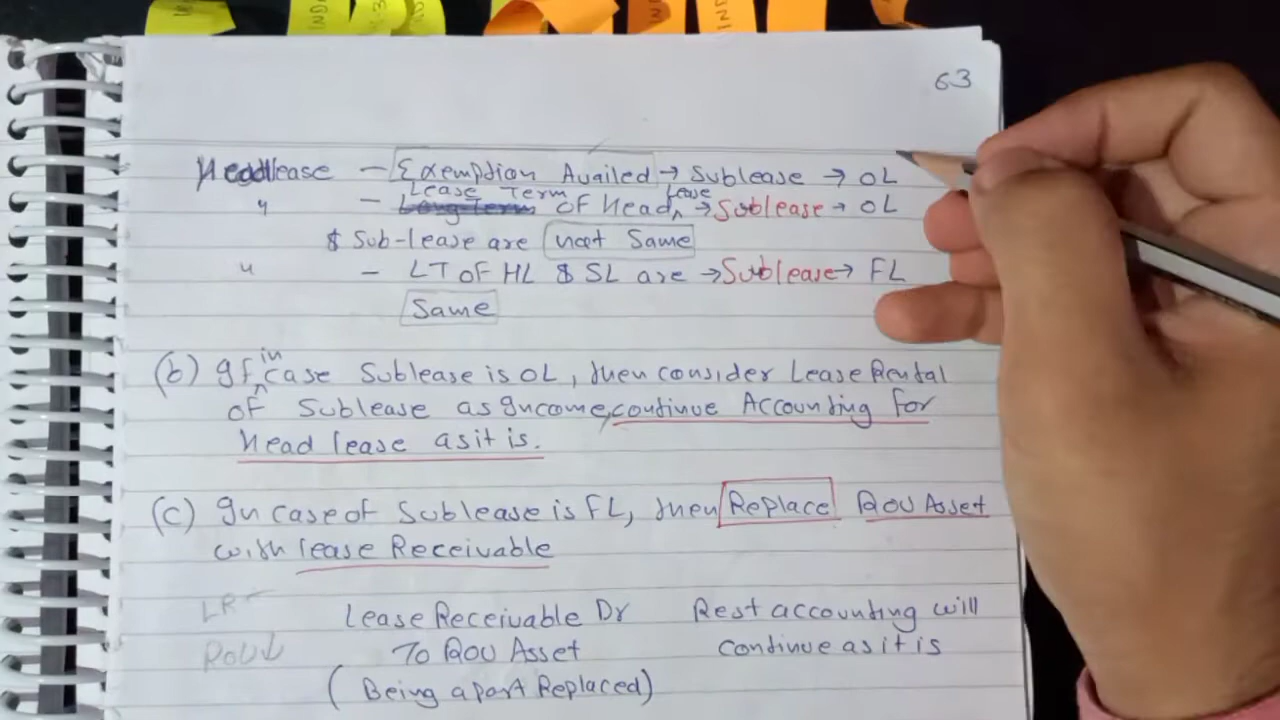 63
Headlease - Exemption Availed → Sublease → OL
Lease Term Lease
" - Long Term of Head ^ → Sublease → OL
& Sub-lease are not Same
" - LT OF HL & SL are → Sublease → FL
Same
in
(b) If ^ case Sublease is OL, then consider Lease Rental
of Sublease as Income, continue Accounting for
Head lease as it is.
(c) In case of Sublease is FL, then Replace ROU Asset
with lease Receivable
LR
Lease Receivable Dr Rest accounting will
ROU↓ To ROU Asset continue as it is
(Being a part Replaced)